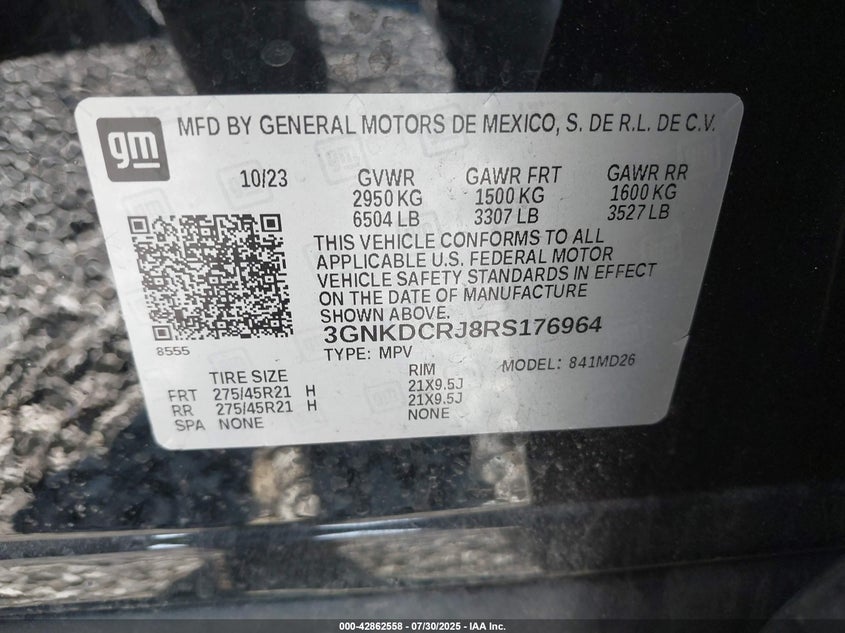 gm
MFD BY GENERAL MOTORS DE MEXICO, S. DE R.L. DE C.V.
10/23 GVWR GAWR FRT GAWR RR
2950 KG 1500 KG 1600 KG
6504 LB 3307 LB 3527 LB
THIS VEHICLE CONFORMS TO ALL
APPLICABLE U.S. FEDERAL MOTOR
VEHICLE SAFETY STANDARDS IN EFFECT
ON THE DATE OF MANUFACTURE
SHOWN ABOVE.
8555
3GNKDCRJ8RS176964
TYPE: MPV MODEL: 841MD26
TIRE SIZE RIM
FRT 275/45R21 H 21X9.5J
RR 275/45R21 H 21X9.5J
SPA NONE NONE
000-42862558 - 07/30/2025 - IAA Inc.